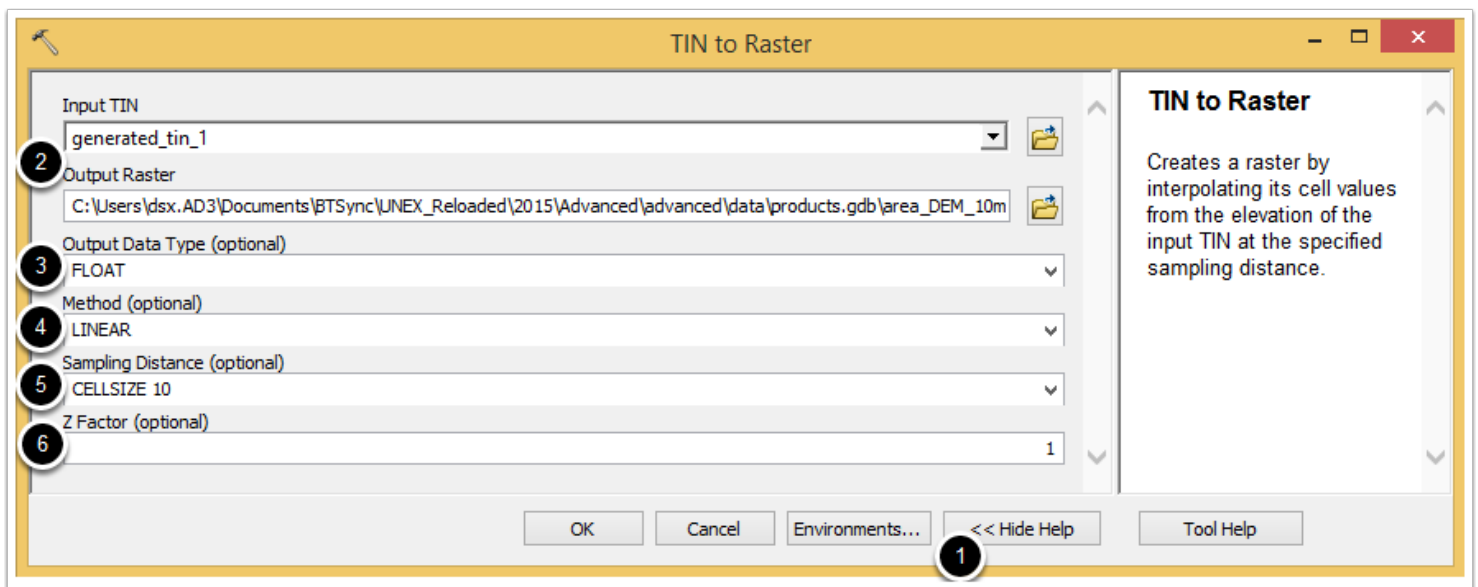 TIN to Raster
Input TIN
generated_tin_1
2
Output Raster
C:\Users\dsx.AD3\Documents\BTSync\UNEX_Reloaded\2015\Advanced\advanced\data\products.gdb\area_DEM_10m
Output Data Type (optional)
3
FLOAT
Method (optional)
4
LINEAR
Sampling Distance (optional)
5
CELLSIZE 10
Z Factor (optional)
6
1
TIN to Raster
Creates a raster by
interpolating its cell values
from the elevation of the
input TIN at the specified
sampling distance.
OK Cancel Environments... << Hide Help Tool Help
1